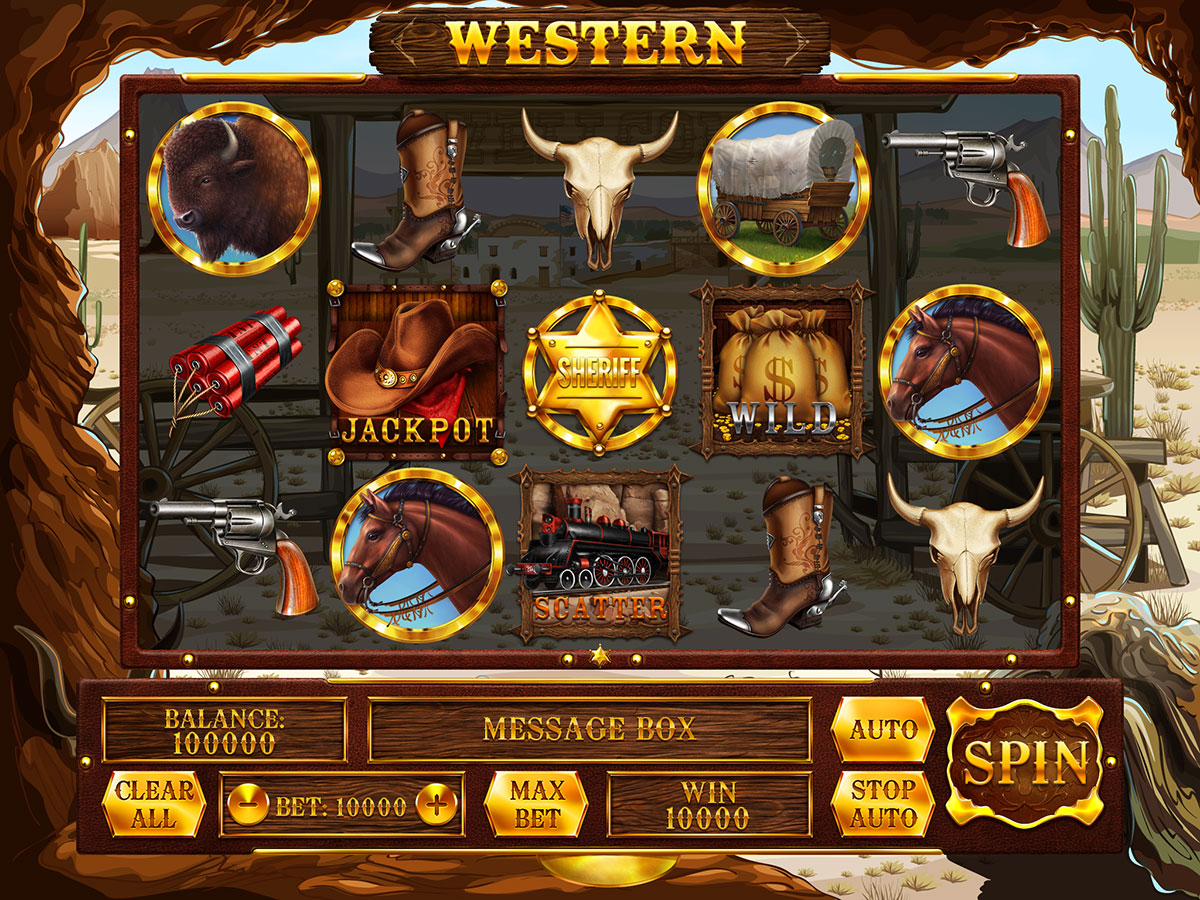 WESTERN
SHERIFF
JACKPOT
$ $ $
WILD
SCATTER
BALANCE:
100000
MESSAGE BOX
AUTO
SPIN
CLEAR
ALL
− BET: 10000 +
MAX
BET
WIN
10000
STOP
AUTO